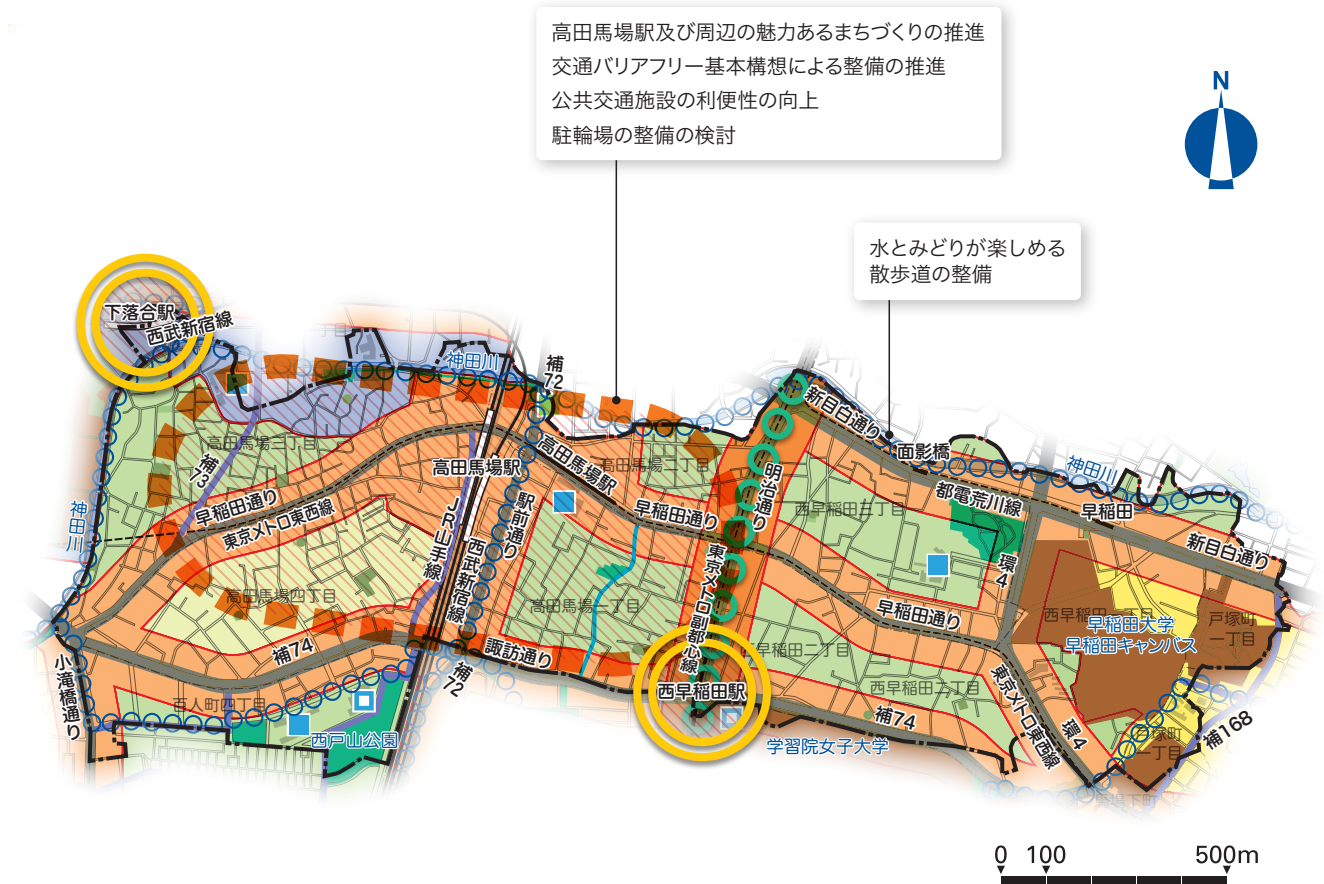 高田馬場駅及び周辺の魅力あるまちづくりの推進
交通バリアフリー基本構想による整備の推進
公共交通施設の利便性の向上
駐輪場の整備の検討
N
水とみどりが楽しめる
散歩道の整備
下落合駅
西武新宿線
神田川
補
72
新目白通り
面影橋
神田川
高田馬場三丁目
補
73
高田馬場駅
高田馬場駅
高田馬場二丁目
明治通り
西早稲田三丁目
都電荒川線
早稲田
新目白通り
神田川
早稲田通り
東京メトロ東西線
JR山手線
西武新宿線
駅前通り
早稲田通り
東京メトロ副都心線
環4
高田馬場四丁目
高田馬場一丁目
早稲田通り
西早稲田一丁目
早稲田大学
早稲田キャンパス
戸塚町
一丁目
補74
諏訪通り
西早稲田二丁目
小滝橋通り
補
72
西早稲田駅
西早稲田二丁目
東京メトロ東西線
環4
百人町四丁目
西戸山公園
学習院女子大学
補74
戸塚町
一丁目
補168
馬場下町
0 100 500m